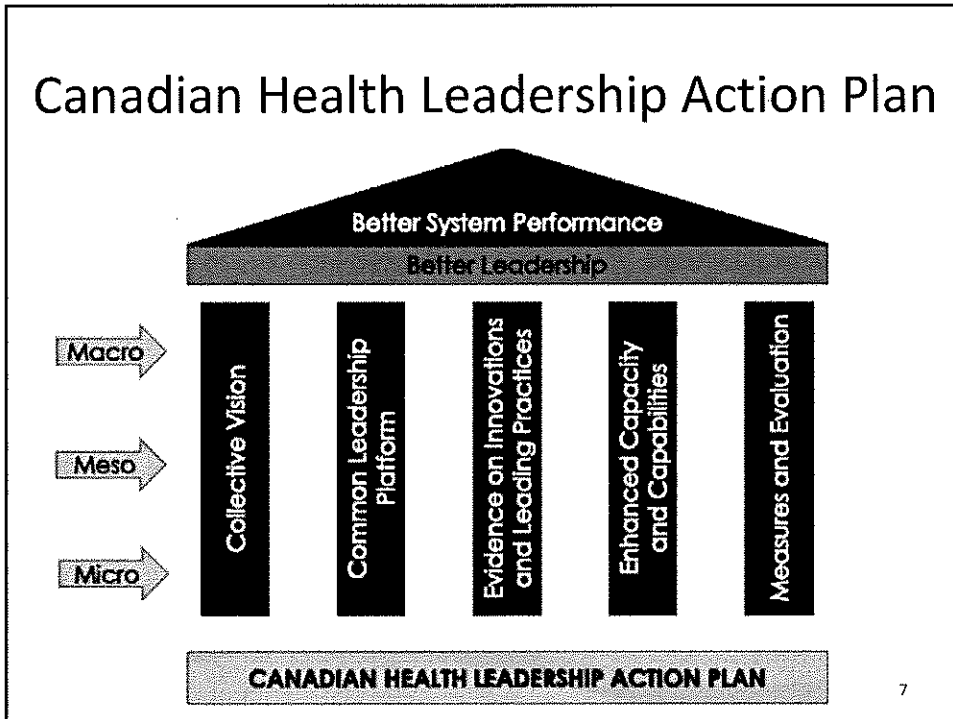 Canadian Health Leadership Action Plan
Better System Performance
Better Leadership
Macro
Meso
Micro
Collective Vision
Common Leadership
Platform
Evidence on Innovations
and Leading Practices
Enhanced Capacity
and Capabilities
Measures and Evaluation
CANADIAN HEALTH LEADERSHIP ACTION PLAN
7